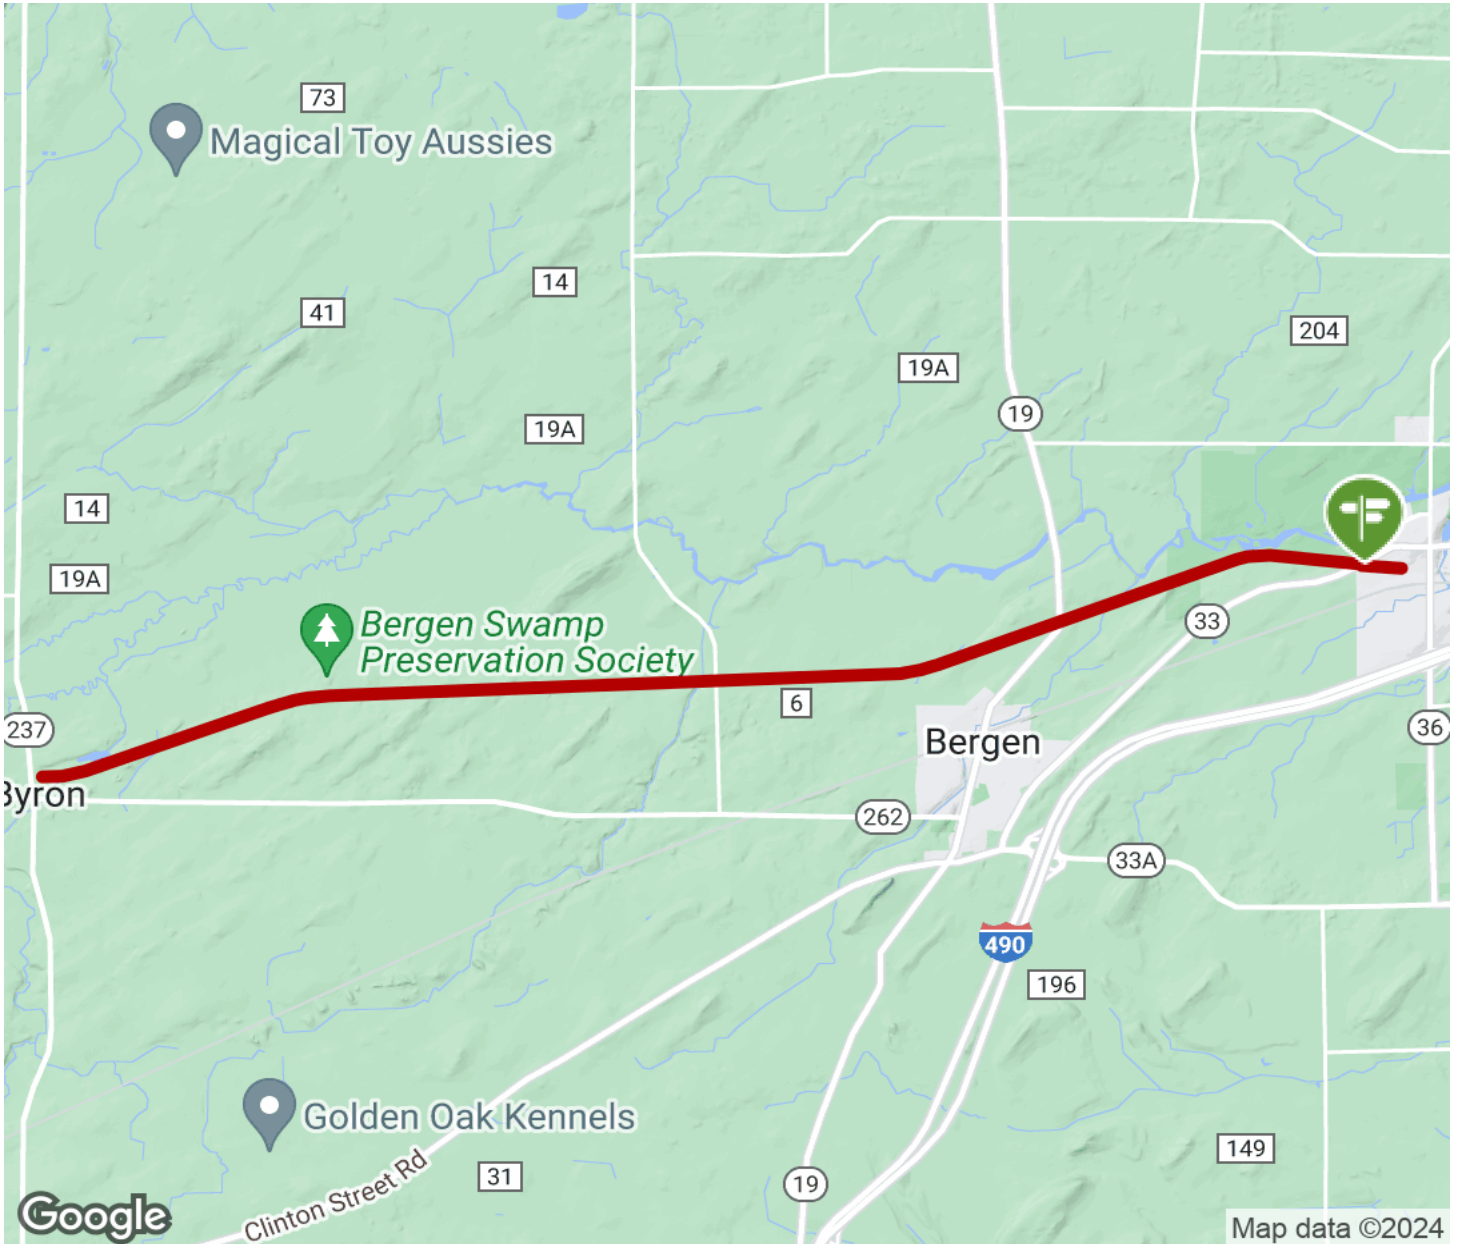 73
Magical Toy Aussies
14
41
204
19A
19
19A
14
19A
Bergen Swamp
Preservation Society
33
6
237
36
Bergen
Byron
262
33A
490
196
Golden Oak Kennels
149
31
19
Clinton Street Rd
Google
Map data ©2024